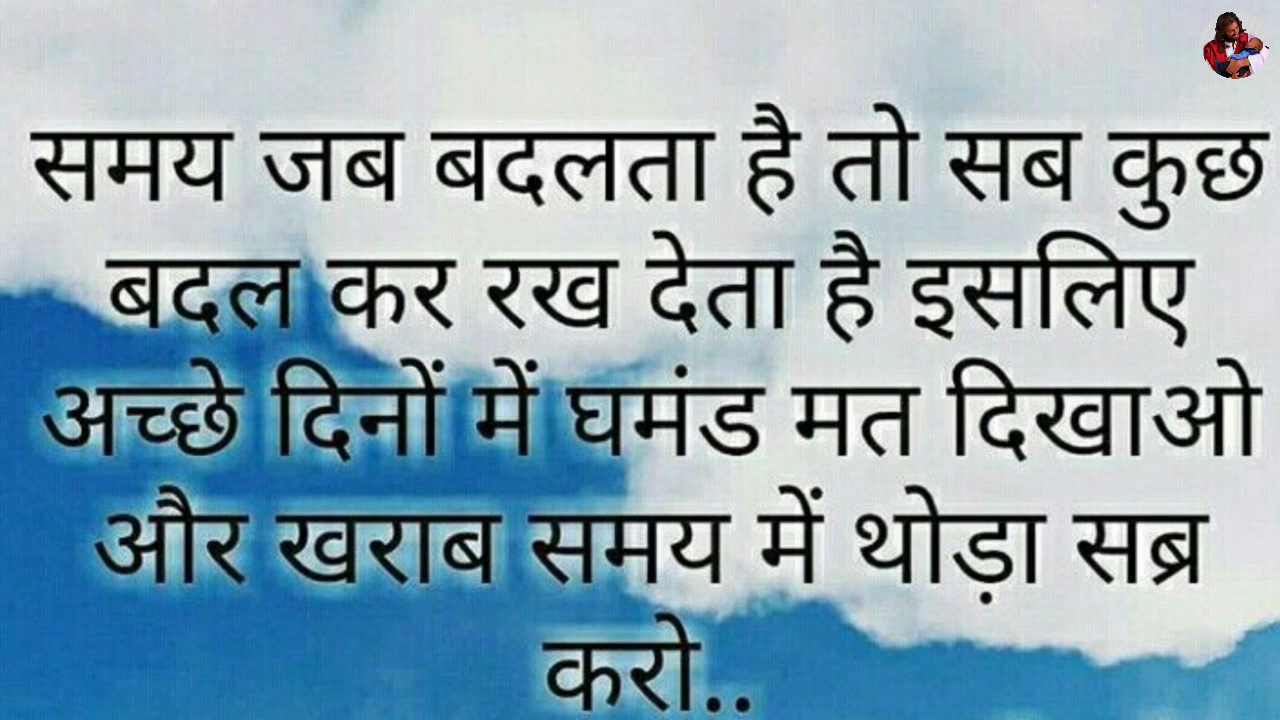 समय जब बदलता है तो सब कुछ
बदल कर रख देता है इसलिए
अच्छे दिनों में घमंड मत दिखाओ
और खराब समय में थोड़ा सब्र
करो..